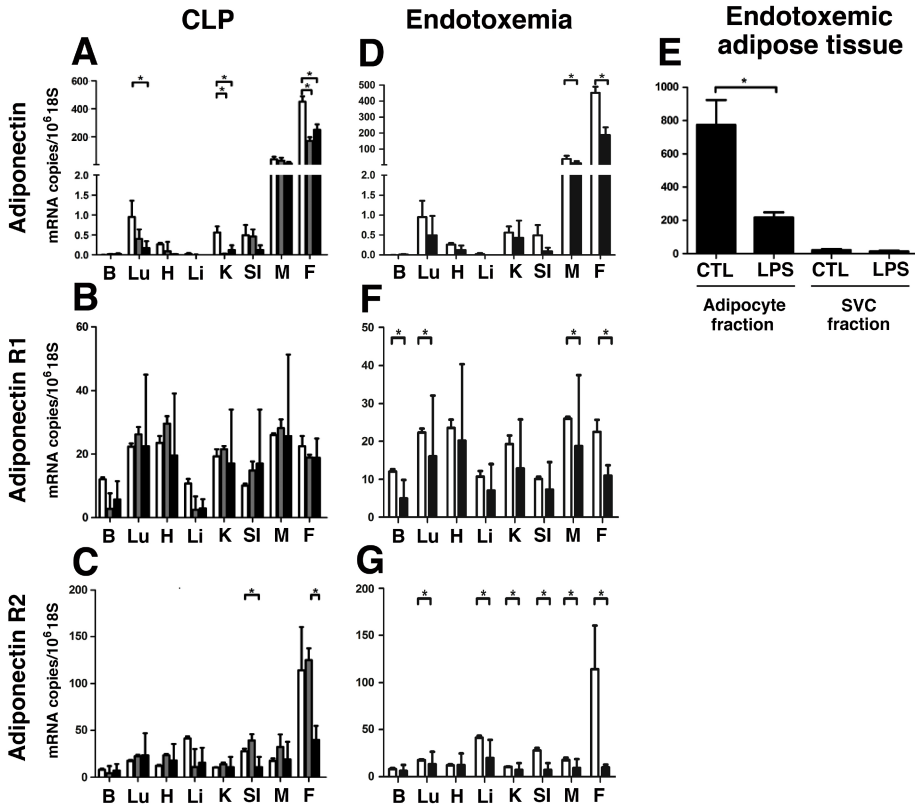 CLP
Endotoxemia
Endotoxemic
adipose tissue
A
Adiponectin
mRNA copies/10⁶18S
600
400
200
2.0
1.5
1.0
0.5
0.0
* * * * *
B Lu H Li K SI M F
D
500
400
300
200
100
2.0
1.5
1.0
0.5
0.0
* *
B Lu H Li K SI M F
E
1000
800
600
400
200
0
*
CTL LPS CTL LPS
Adipocyte
fraction
SVC
fraction
B
Adiponectin R1
mRNA copies/10⁶18S
60
40
20
0
B Lu H Li K SI M F
F
50
40
30
20
10
0
* * * *
B Lu H Li K SI M F
C
Adiponectin R2
mRNA copies/10⁶18S
200
150
100
50
0
* *
B Lu H Li K SI M F
G
200
150
100
50
0
* * * * * *
B Lu H Li K SI M F